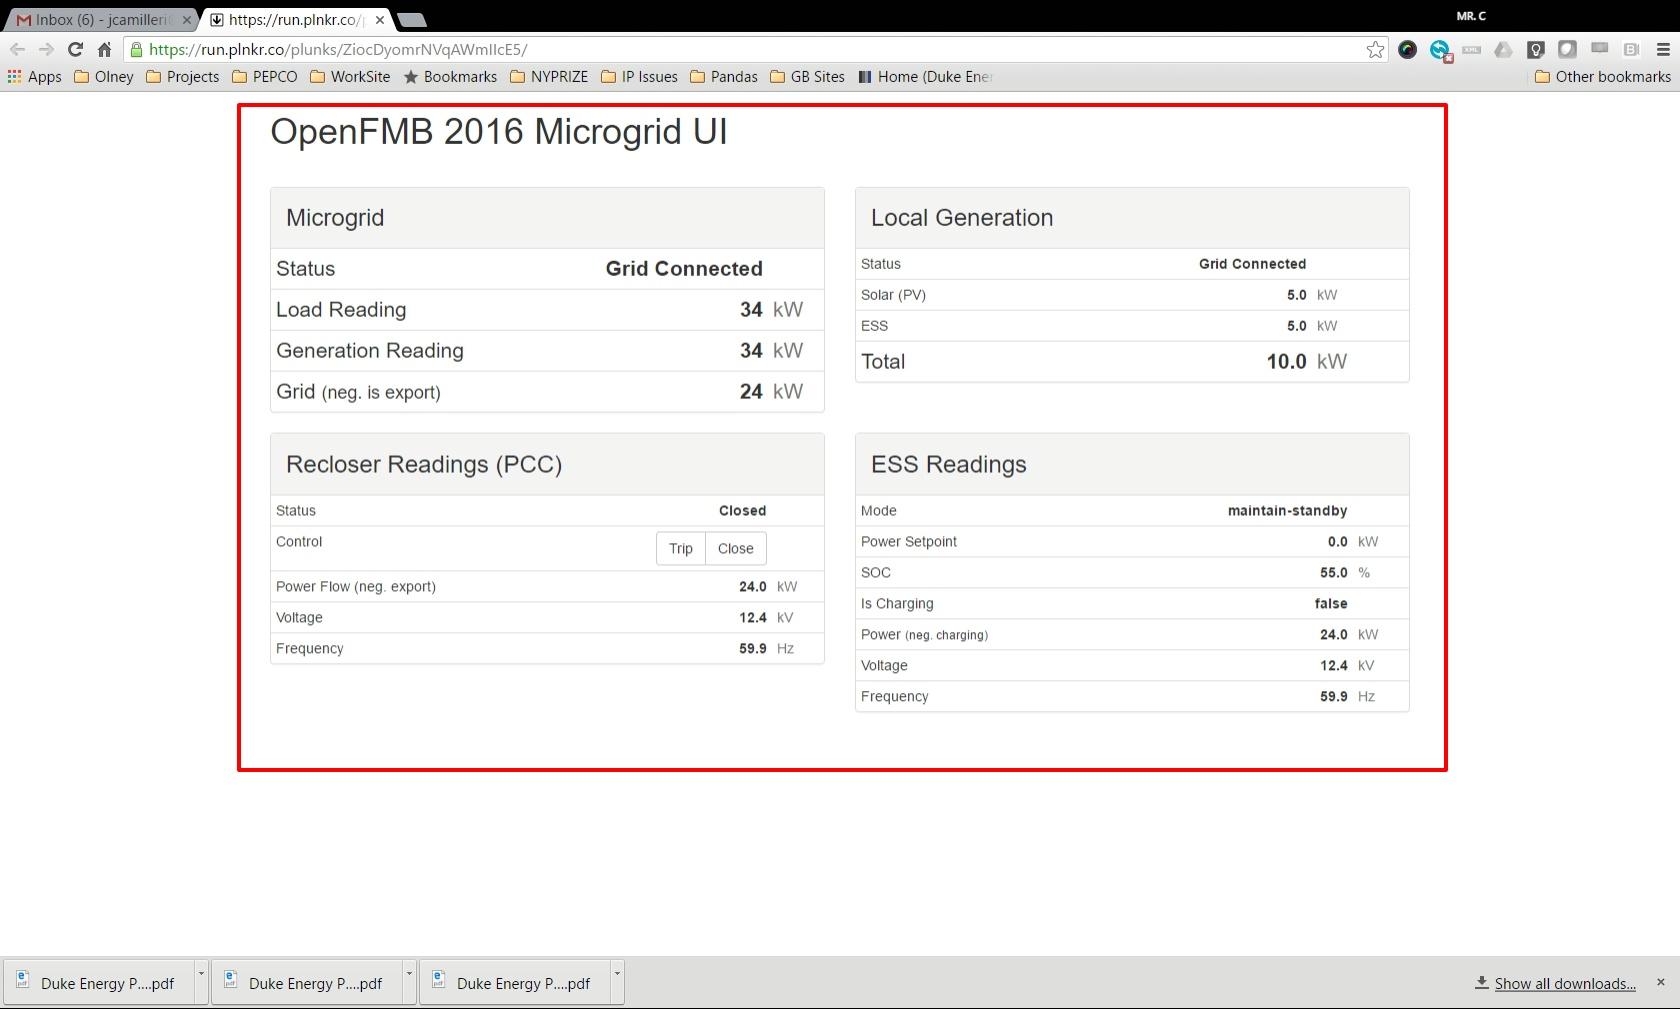 MR. C
Inbox (6) - jcamilleri
https://run.plnkr.co/p
https://run.plnkr.co/plunks/ZiocDyomrNVqAWmIIcE5/
Apps Olney Projects PEPCO WorkSite Bookmarks NYPRIZE IP Issues Pandas GB Sites Home (Duke Ener Other bookmarks
OpenFMB 2016 Microgrid UI
Microgrid
Status Grid Connected
Load Reading 34 kW
Generation Reading 34 kW
Grid (neg. is export) 24 kW
Local Generation
Status Grid Connected
Solar (PV) 5.0 kW
ESS 5.0 kW
Total 10.0 kW
Recloser Readings (PCC)
Status Closed
Control Trip Close
Power Flow (neg. export) 24.0 kW
Voltage 12.4 kV
Frequency 59.9 Hz
ESS Readings
Mode maintain-standby
Power Setpoint 0.0 kW
SOC 55.0 %
Is Charging false
Power (neg. charging) 24.0 kW
Voltage 12.4 kV
Frequency 59.9 Hz
Duke Energy P....pdf Duke Energy P....pdf Duke Energy P....pdf Show all downloads...